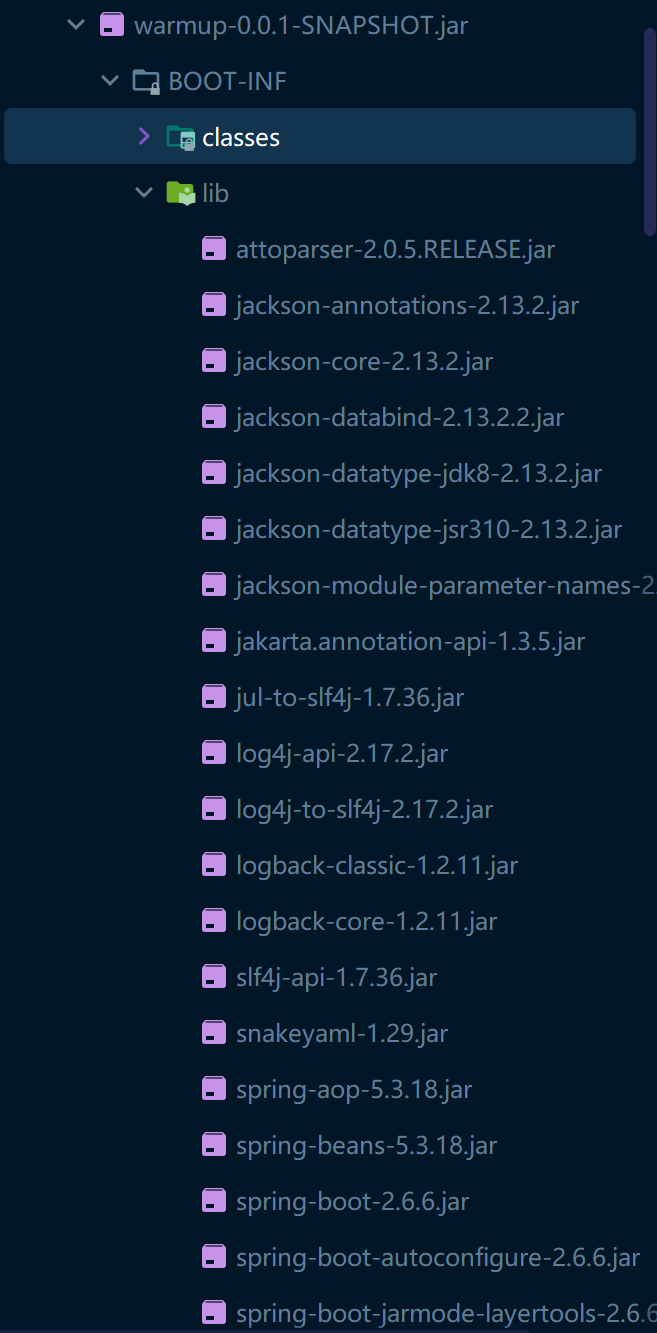 warmup-0.0.1-SNAPSHOT.jar
BOOT-INF
classes
lib
attoparser-2.0.5.RELEASE.jar
jackson-annotations-2.13.2.jar
jackson-core-2.13.2.jar
jackson-databind-2.13.2.2.jar
jackson-datatype-jdk8-2.13.2.jar
jackson-datatype-jsr310-2.13.2.jar
jackson-module-parameter-names-2.
jakarta.annotation-api-1.3.5.jar
jul-to-slf4j-1.7.36.jar
log4j-api-2.17.2.jar
log4j-to-slf4j-2.17.2.jar
logback-classic-1.2.11.jar
logback-core-1.2.11.jar
slf4j-api-1.7.36.jar
snakeyaml-1.29.jar
spring-aop-5.3.18.jar
spring-beans-5.3.18.jar
spring-boot-2.6.6.jar
spring-boot-autoconfigure-2.6.6.jar
spring-boot-jarmode-layertools-2.6.6